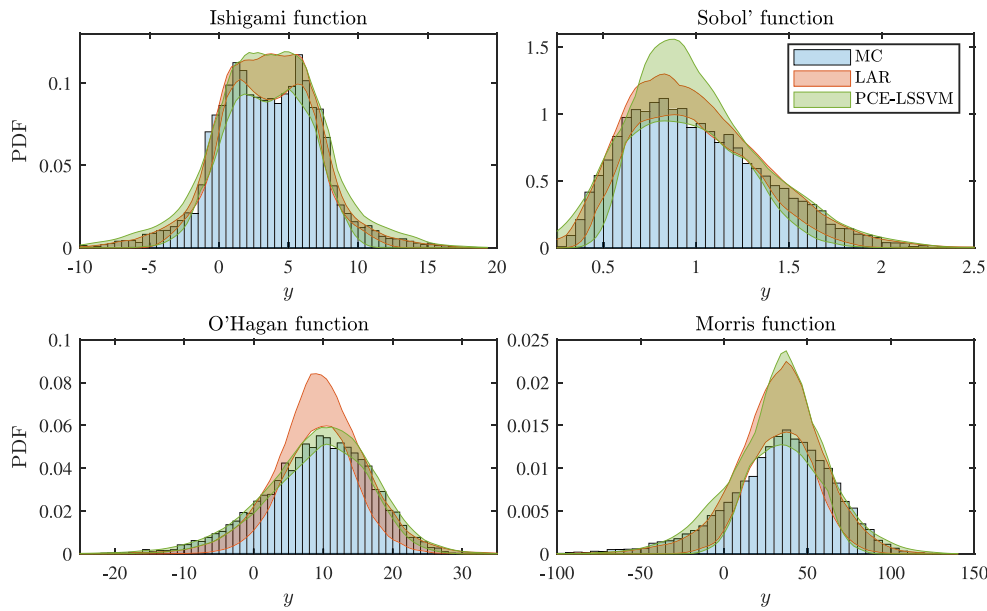 Ishigami function
PDF
0.1
0.05
0
-10 -5 0 5 10 15 20
y
Sobol' function
1.5
1
0.5
0
0.5 1 1.5 2 2.5
y
MC
LAR
PCE-LSSVM
O'Hagan function
PDF
0.1
0.08
0.06
0.04
0.02
0
-20 -10 0 10 20 30
y
Morris function
0.025
0.02
0.015
0.01
0.005
0
-100 -50 0 50 100 150
y